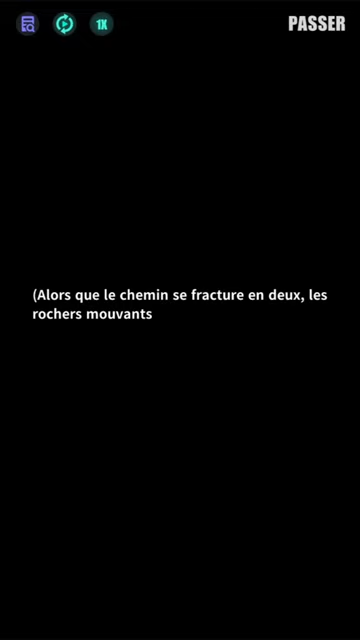 1X
PASSER
(Alors que le chemin se fracture en deux, les
rochers mouvants